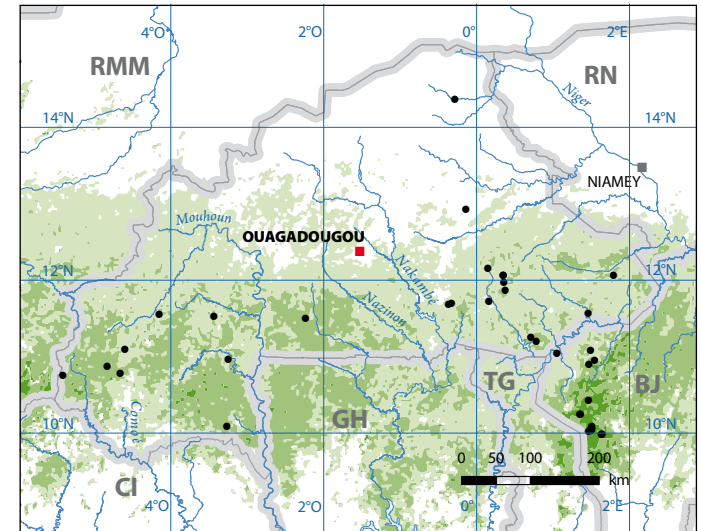 4°O 2°O 0° 2°E
RMM RN
Niger
14°N 14°N
NIAMEY
Mouhoun
OUAGADOUGOU
Nakambe
12°N 12°N
Nazinon
TG BJ
Comoé
GH
10°N 10°N
0 50 100 200
km
CI
4°O 2°O 0° 2°E